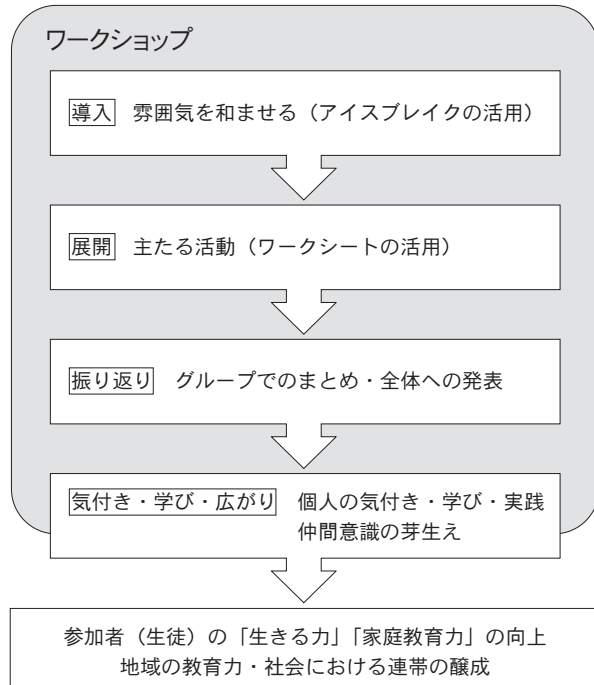 ワークショップ
導入 雰囲気を和ませる（アイスブレイクの活用）
展開 主たる活動（ワークシートの活用）
振り返り グループでのまとめ・全体への発表
気付き・学び・広がり 個人の気付き・学び・実践
仲間意識の芽生え
参加者（生徒）の「生きる力」「家庭教育力」の向上
地域の教育力・社会における連帯の醸成